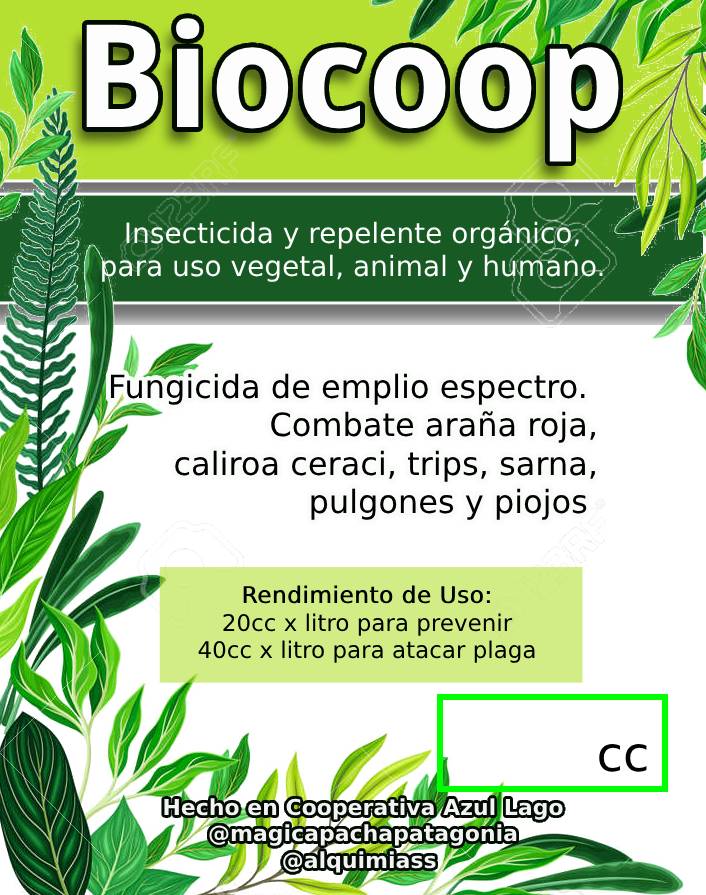 Biocoop
Insecticida y repelente orgánico,
para uso vegetal, animal y humano.
Fungicida de emplio espectro.
Combate araña roja,
caliroa ceraci, trips, sarna,
pulgones y piojos
Rendimiento de Uso:
20cc x litro para prevenir
40cc x litro para atacar plaga
cc
Hecho en Cooperativa Azul Lago
@magicapachapatagonia
@alquimiass